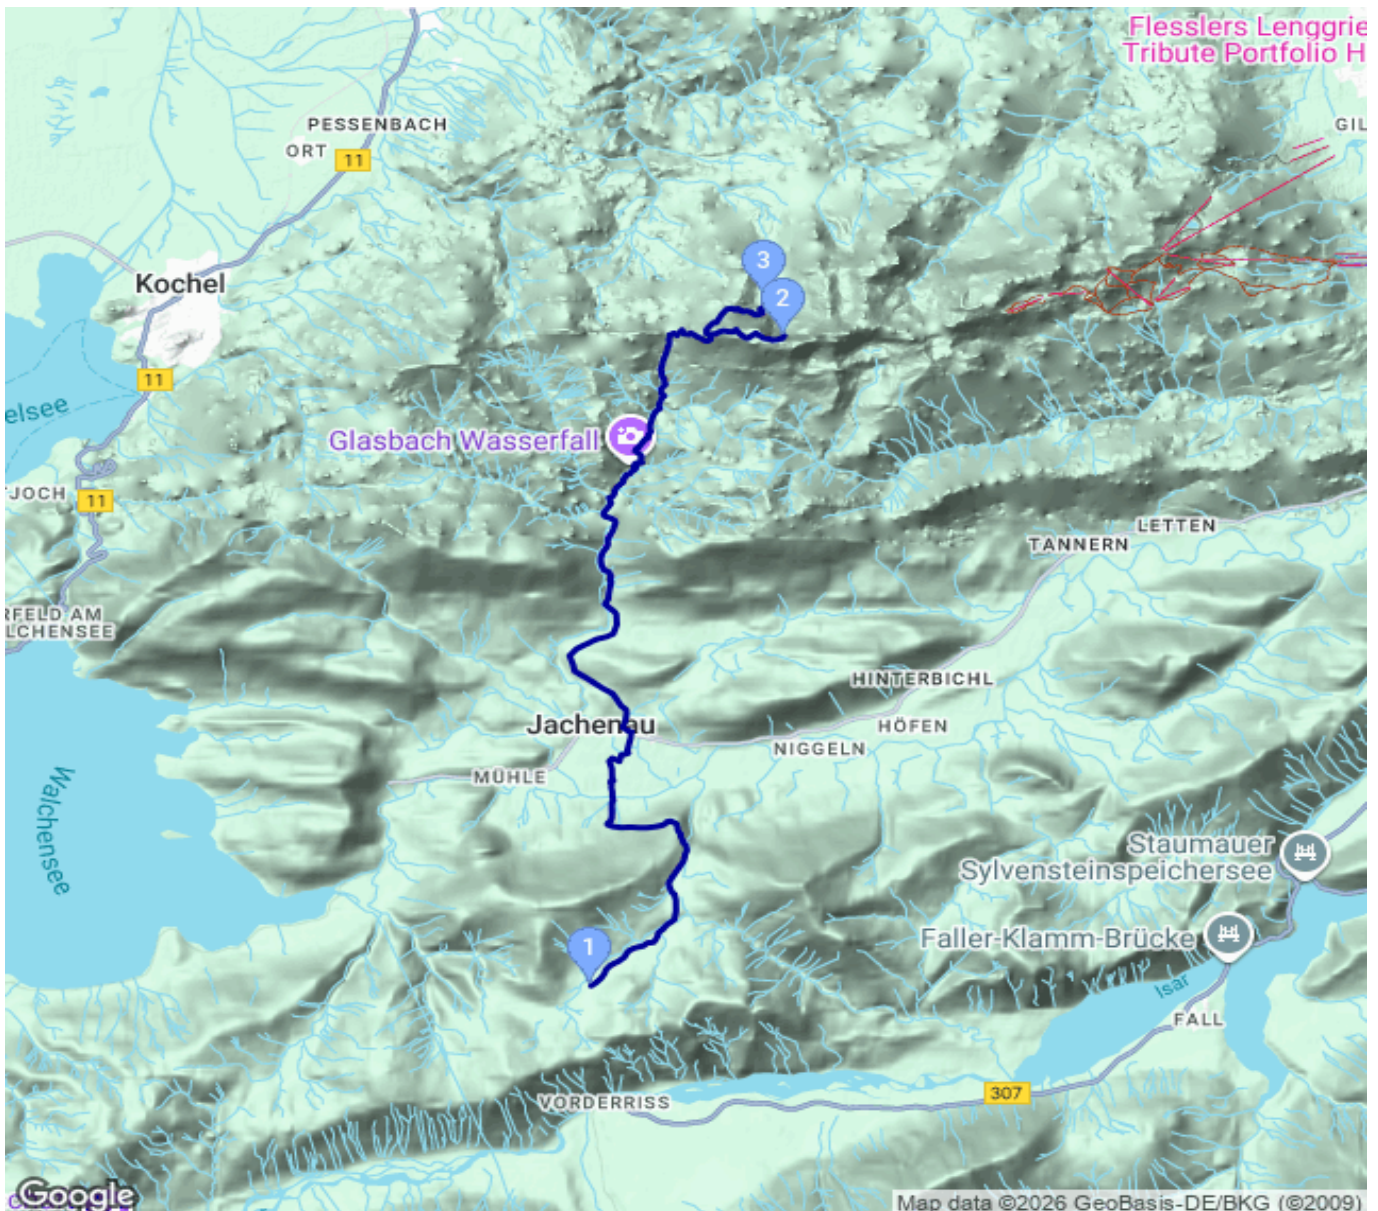 Flesslers Lenggrie
Tribute Portfolio H
PESSENBACH
ORT
11
GIL
3
Kochel
2
11
elsee
Glasbach Wasserfall
JOCH
11
LETTEN
TANNERN
RFELD AM
LCHENSEE
HINTERBICHL
Jachenau
HÖFEN
NIGGELN
MÜHLE
Walchensee
Staumauer
Sylvensteinspeichersee
1
Faller-Klamm-Brücke
Isar
FALL
307
VORDERRISS
Google
Map data ©2026 GeoBasis-DE/BKG (©2009)